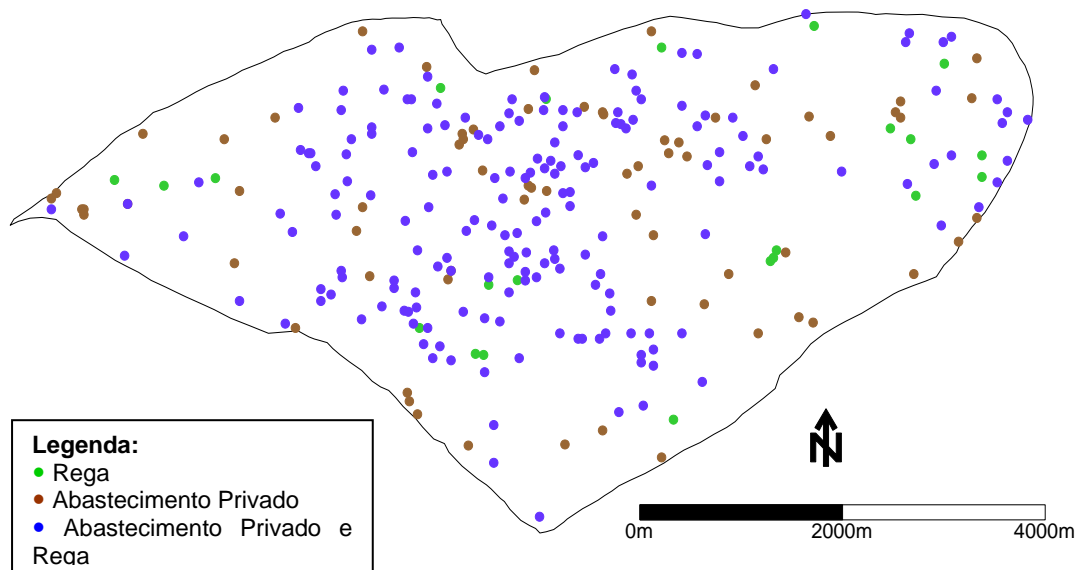 Legenda:
Rega
Abastecimento Privado
Abastecimento Privado e
Rega
N
0m 2000m 4000m